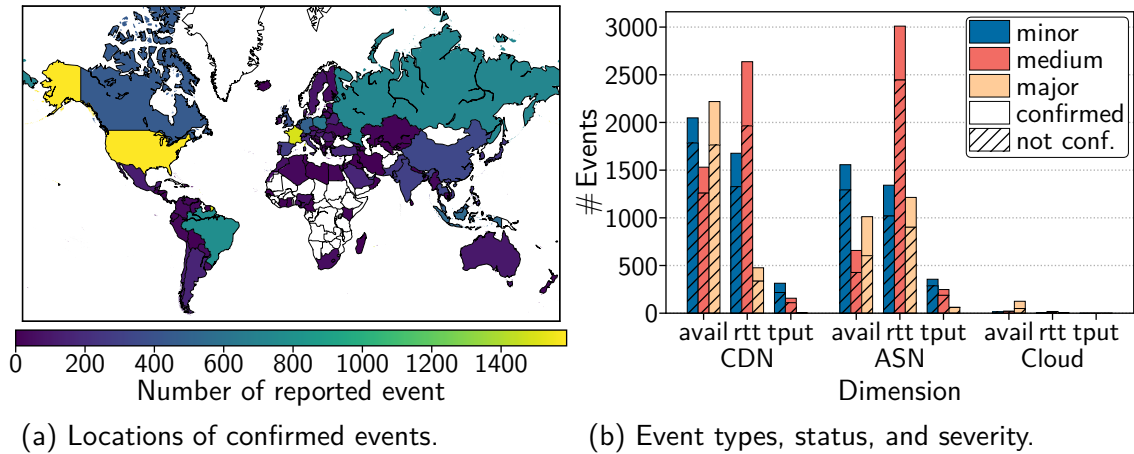 0 200 400 600 800 1000 1200 1400
Number of reported event
(a) Locations of confirmed events.
# Events
3000
2500
2000
1500
1000
500
0
minor
medium
major
confirmed
not conf.
avail rtt tput avail rtt tput avail rtt tput
CDN ASN Cloud
Dimension
(b) Event types, status, and severity.